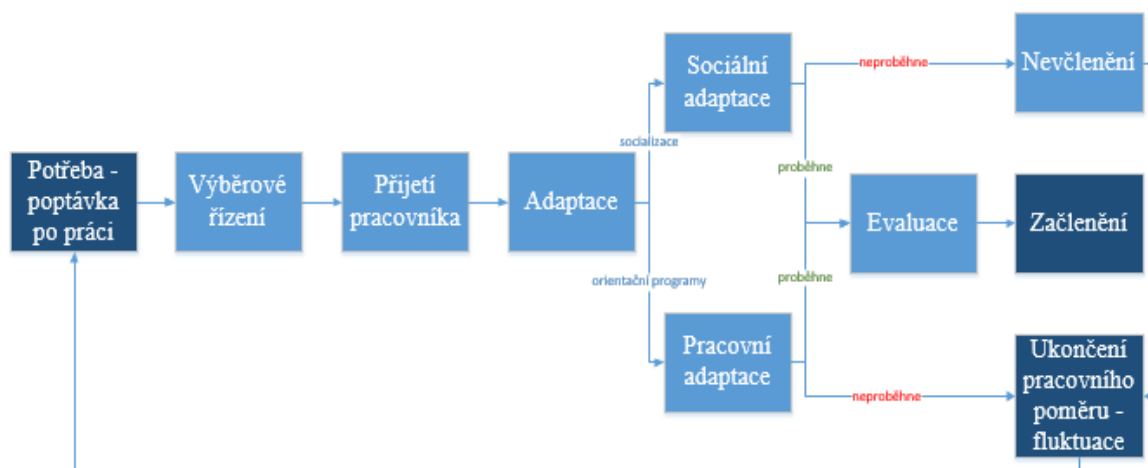 Potřeba -
poptávka
po práci
Výběrové
řízení
Přijetí
pracovníka
Adaptace
socializace
orientační programy
Sociální
adaptace
Pracovní
adaptace
neproběhne
proběhne
proběhne
neproběhne
Evaluace
Nevčlenění
Začlenění
Ukončení
pracovního
poměru -
fluktuace